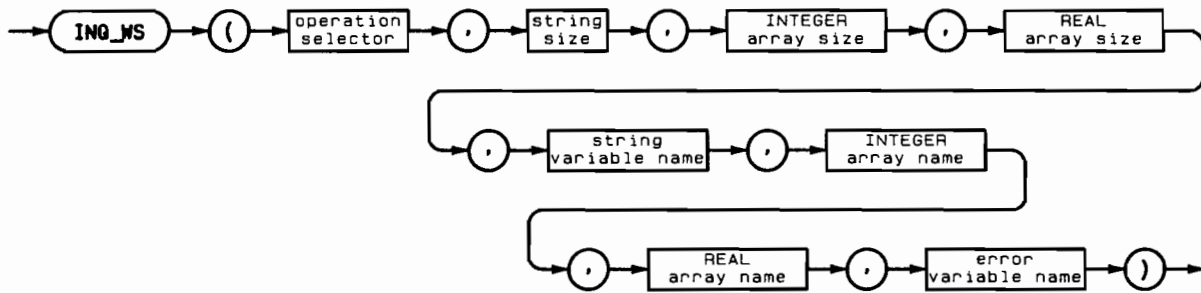 INQ_WS ( operation selector , string size , INTEGER array size , REAL array size
, string variable name , INTEGER array name
, REAL array name , error variable name )